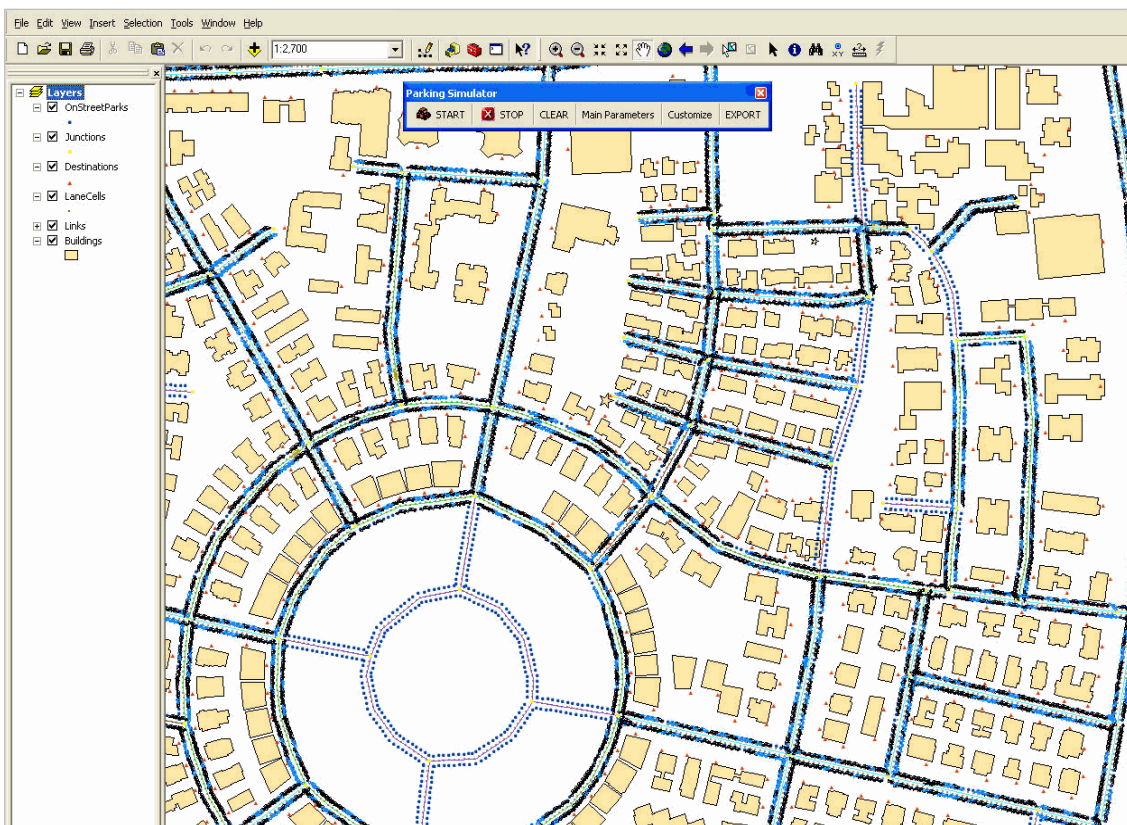 File Edit View Insert Selection Tools Window Help
1:2,700
Layers
OnStreetParks
Junctions
Destinations
LaneCells
Links
Buildings
Parking Simulator
START STOP CLEAR Main Parameters Customize EXPORT